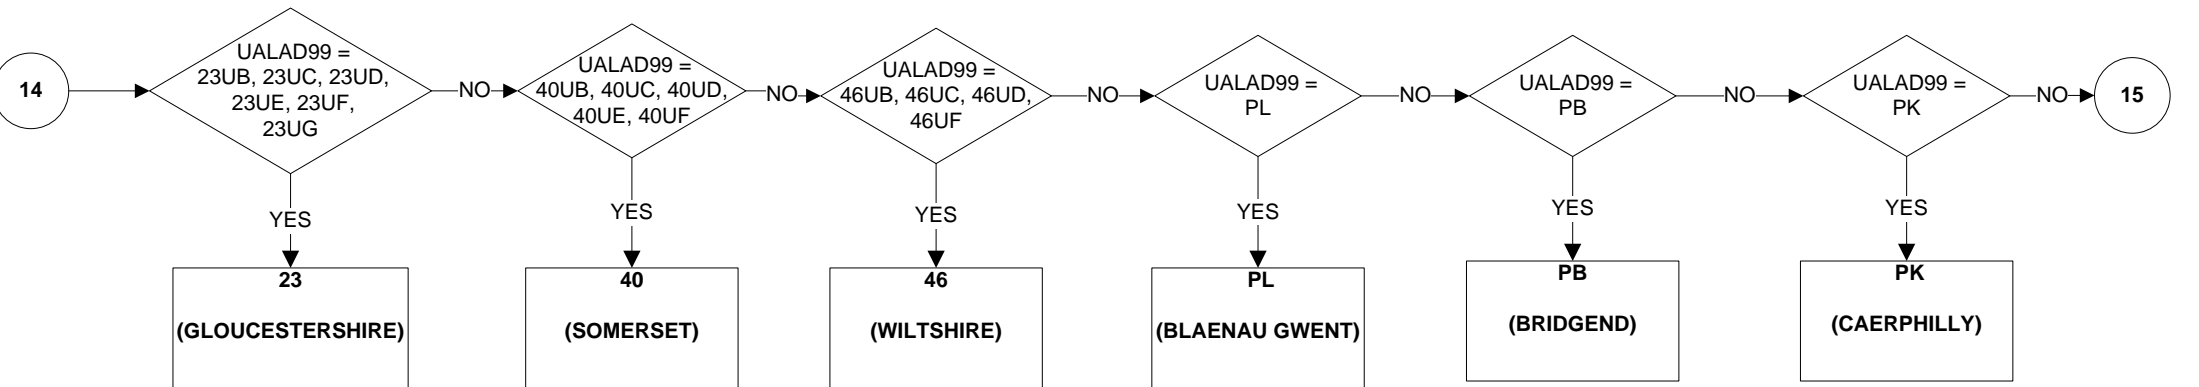 14
UALAD99 =
23UB, 23UC, 23UD,
23UE, 23UF,
23UG
NO
UALAD99 =
40UB, 40UC, 40UD,
40UE, 40UF
NO
UALAD99 =
46UB, 46UC, 46UD,
46UF
NO
UALAD99 =
PL
NO
UALAD99 =
PB
NO
UALAD99 =
PK
NO
15
YES
YES
YES
YES
YES
YES
23
(GLOUCESTERSHIRE)
40
(SOMERSET)
46
(WILTSHIRE)
PL
(BLAENAU GWENT)
PB
(BRIDGEND)
PK
(CAERPHILLY)